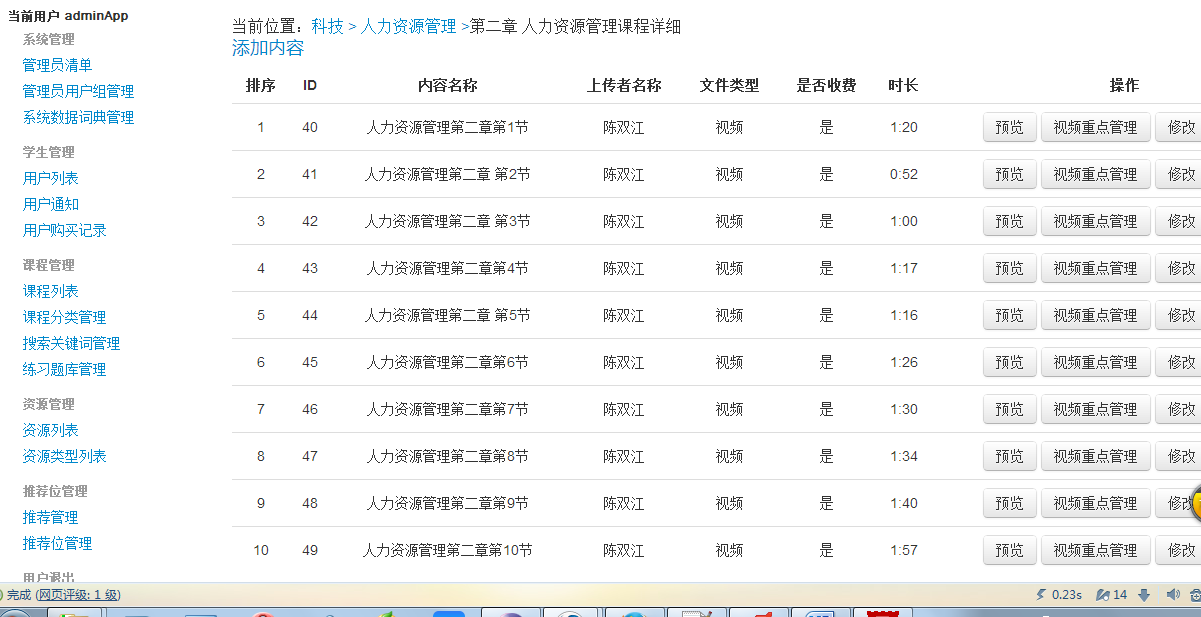 当前用户 adminApp
系统管理
管理员清单
管理员用户组管理
系统数据词典管理
学生管理
用户列表
用户通知
用户购买记录
课程管理
课程列表
课程分类管理
搜索关键词管理
练习题库管理
资源管理
资源列表
资源类型列表
推荐位管理
推荐管理
推荐位管理
用户退出
当前位置：科技 > 人力资源管理 >第二章 人力资源管理课程详细
添加内容
排序 ID 内容名称 上传者名称 文件类型 是否收费 时长 操作
1 40 人力资源管理第二章第1节 陈双江 视频 是 1:20 预览 视频重点管理 修改
2 41 人力资源管理第二章 第2节 陈双江 视频 是 0:52 预览 视频重点管理 修改
3 42 人力资源管理第二章 第3节 陈双江 视频 是 1:00 预览 视频重点管理 修改
4 43 人力资源管理第二章第4节 陈双江 视频 是 1:17 预览 视频重点管理 修改
5 44 人力资源管理第二章 第5节 陈双江 视频 是 1:16 预览 视频重点管理 修改
6 45 人力资源管理第二章第6节 陈双江 视频 是 1:26 预览 视频重点管理 修改
7 46 人力资源管理第二章第7节 陈双江 视频 是 1:30 预览 视频重点管理 修改
8 47 人力资源管理第二章第8节 陈双江 视频 是 1:34 预览 视频重点管理 修改
9 48 人力资源管理第二章第9节 陈双江 视频 是 1:40 预览 视频重点管理 修改
10 49 人力资源管理第二章第10节 陈双江 视频 是 1:57 预览 视频重点管理 修改
) 完成 (网页评级: 1 级) 0.23s 14